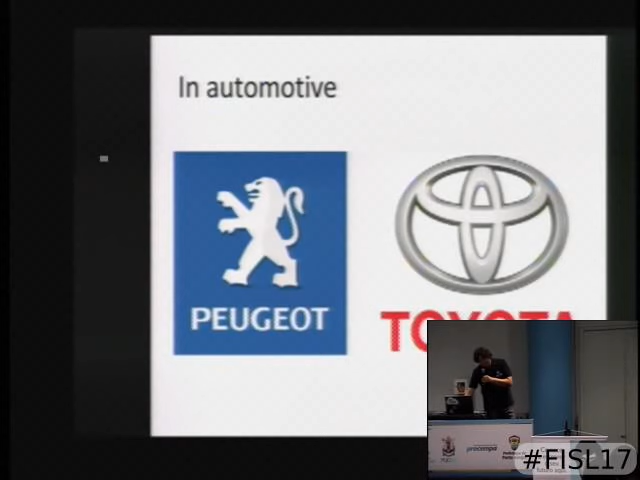 In automotive
PEUGEOT
TOYOTA
procempa
#FISL17